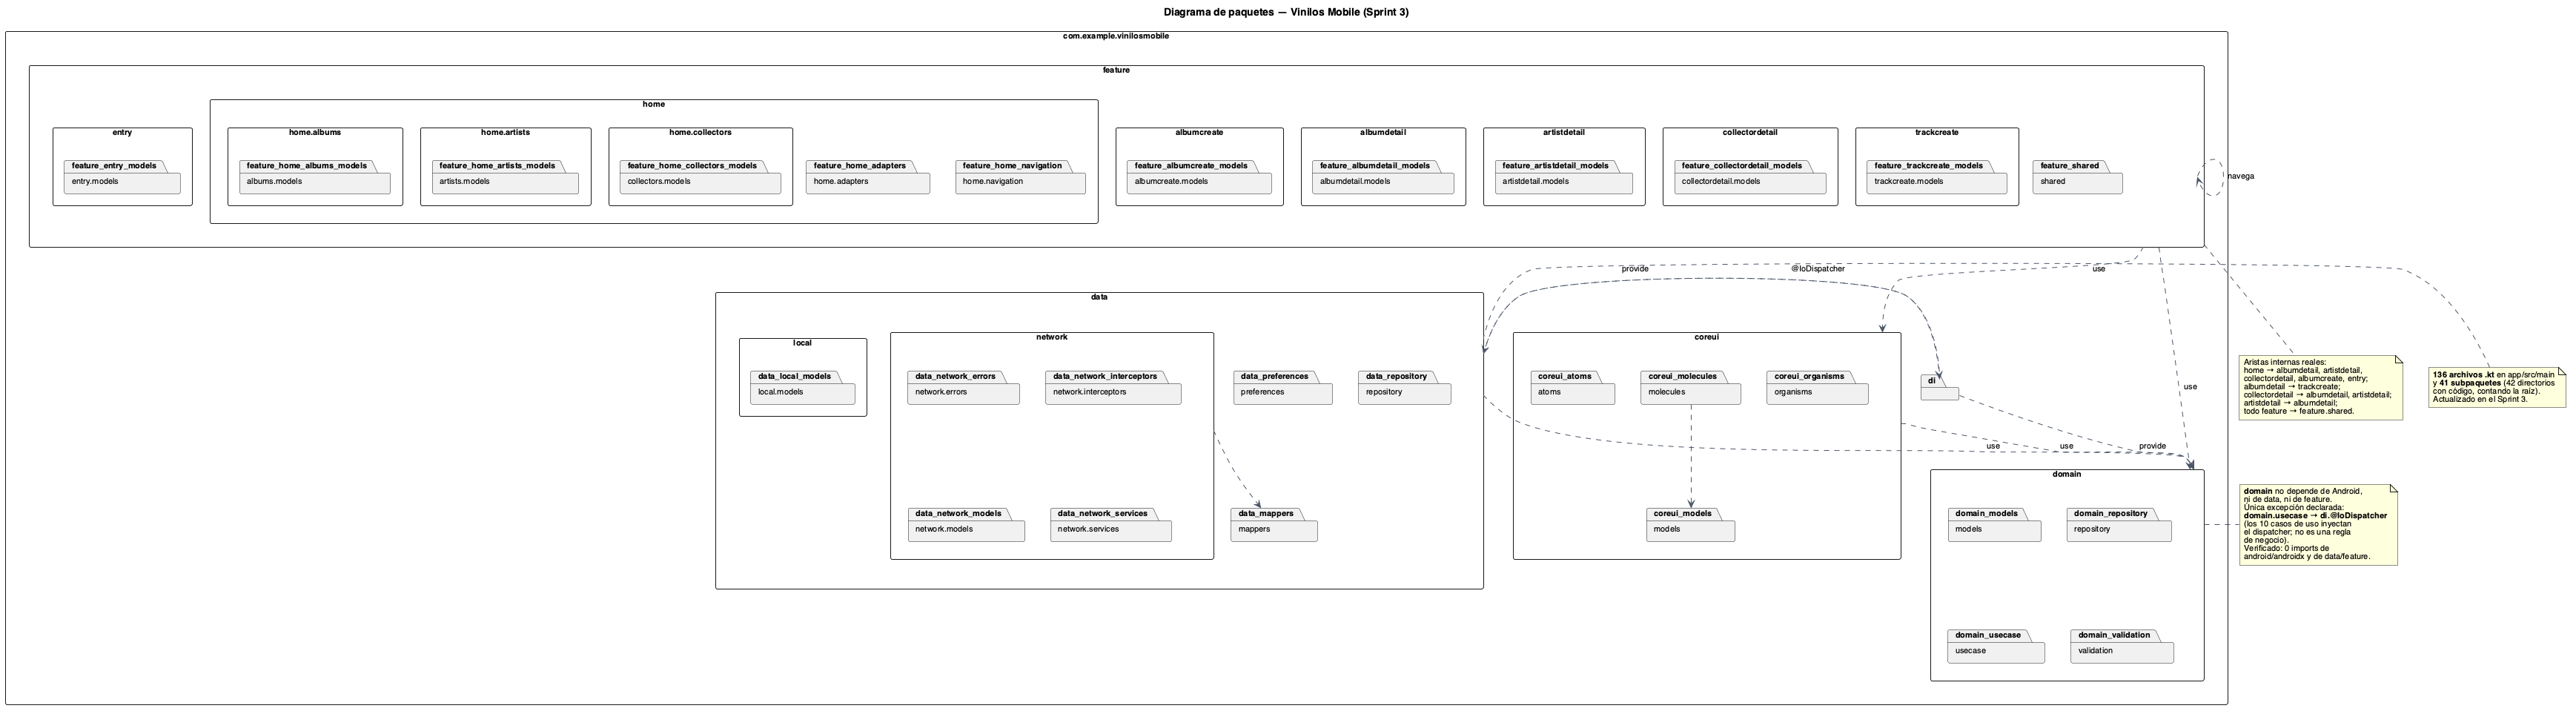 Diagrama de paquetes — Vinilos Mobile (Sprint 3)
com.example.vinilosmobile
feature
home
entry
home.albums
home.artists
home.collectors
albumcreate
albumdetail
artistdetail
collectordetail
trackcreate
feature_entry_models
entry.models
feature_home_albums_models
albums.models
feature_home_artists_models
artists.models
feature_home_collectors_models
collectors.models
feature_home_adapters
home.adapters
feature_home_navigation
home.navigation
feature_albumcreate_models
albumcreate.models
feature_albumdetail_models
albumdetail.models
feature_artistdetail_models
artistdetail.models
feature_collectordetail_models
collectordetail.models
feature_trackcreate_models
trackcreate.models
feature_shared
shared
navega
provide
@IoDispatcher
use
data
local
data_local_models
local.models
network
data_network_errors
network.errors
data_network_interceptors
network.interceptors
data_network_models
network.models
data_network_services
network.services
data_preferences
preferences
data_repository
repository
data_mappers
mappers
coreui
coreui_atoms
atoms
coreui_molecules
molecules
coreui_organisms
organisms
coreui_models
models
di
use
use
use
provide
domain
domain_models
models
domain_repository
repository
domain_usecase
usecase
domain_validation
validation
Aristas internas reales:
home → albumdetail, artistdetail,
collectordetail, albumcreate, entry;
albumdetail → trackcreate;
collectordetail → albumdetail, artistdetail;
artistdetail → albumdetail;
todo feature → feature.shared.
136 archivos .kt en app/src/main
y 41 subpaquetes (42 directorios
con código, contando la raíz).
Actualizado en el Sprint 3.
domain no depende de Android,
ni de data, ni de feature.
Única excepción declarada:
domain.usecase → di.@IoDispatcher
(los 10 casos de uso inyectan
el dispatcher; no es una regla
de negocio).
Verificado: 0 imports de
android/androidx y de data/feature.